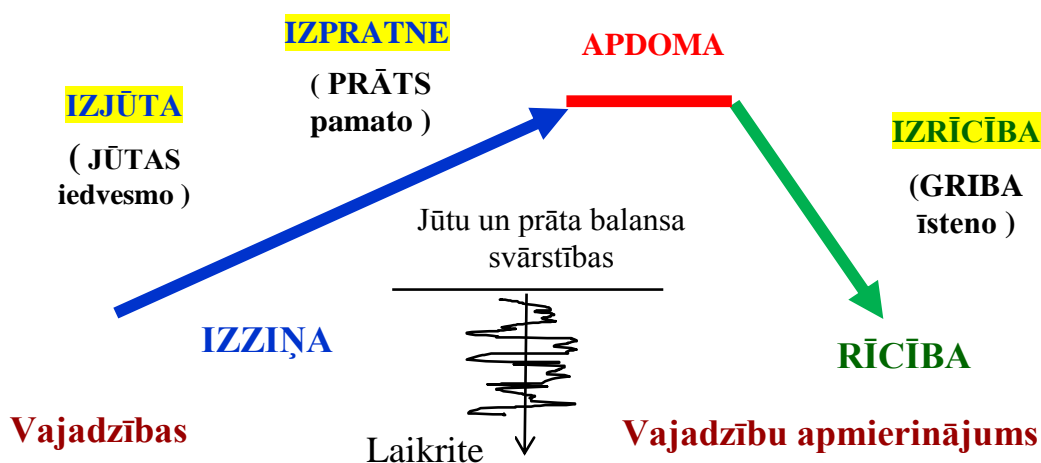 IZPRATNE
( PRĀTS
pamato )
APDOMA
IZJŪTA
( JŪTAS
iedvesmo )
IZRĪCĪBA
(GRIBA
īsteno )
Jūtu un prāta balansa
svārstības
IZZIŅA
RĪCĪBA
Vajadzības
Laikrite
Vajadzību apmierinājums